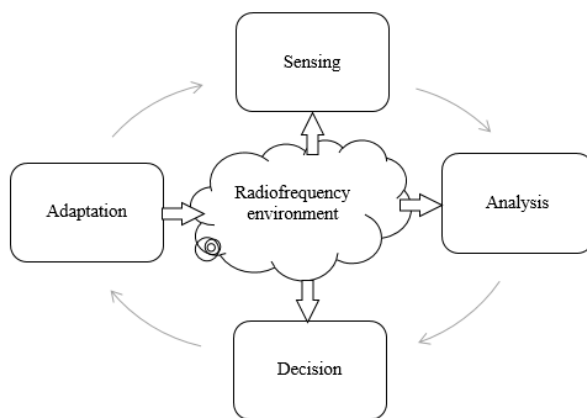 Sensing
Adaptation
Radiofrequency
environment
Analysis
Decision